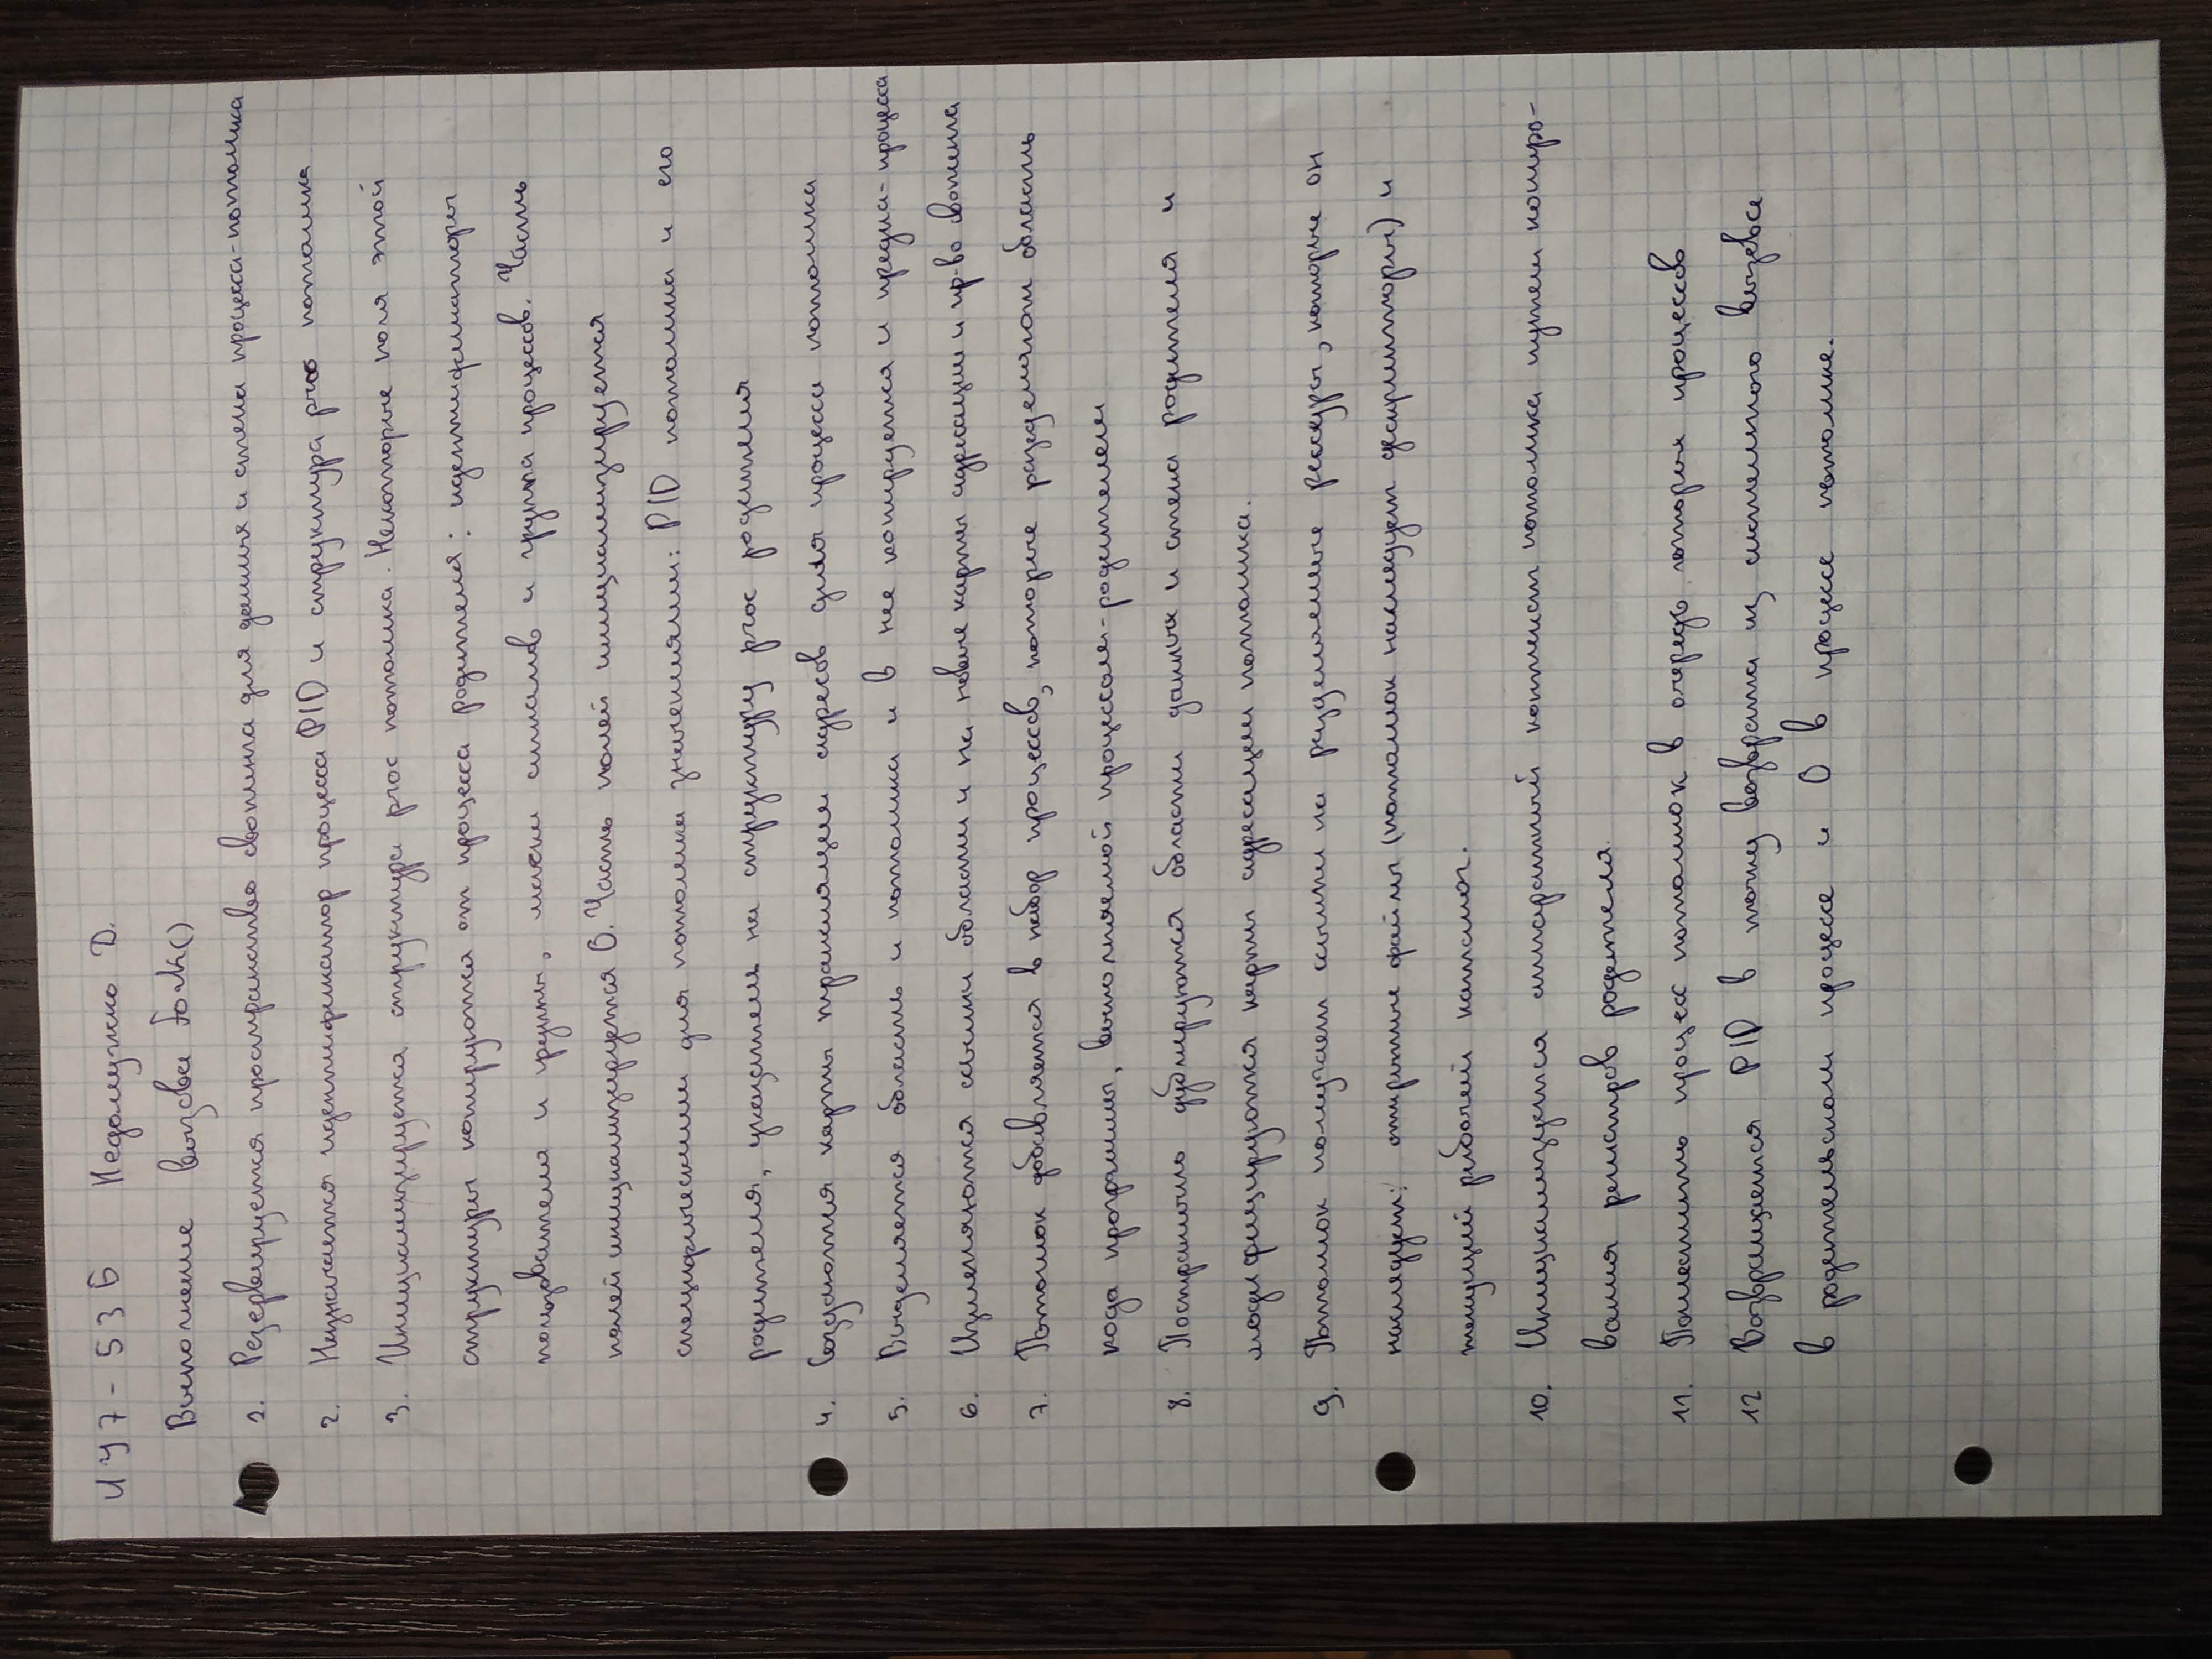 ИУ7-53Б Недолужко Д.
Выполнение вызова fork()
1. Резервируется пространство свопинга для данных и стека процесса-потомка
2. Назначается идентификатор процесса PID и структура proc потомка
3. Инициализируется структура proc потомка. Некоторые поля этой
структуры копируются от процесса родителя: идентификаторы
пользователя и группы, маски сигналов и группа процессов. Часть
полей инициализируется 0. Часть полей инициализируется
специфическими для потомка значениями: PID потомка и его
родителя, указатель на структуру proc родителя
4. Создаются карты трансляции адресов для процесса потомка
5. Выделяется область u потомка и в нее копируется u предка-процесса
6. Изменяются ссылки области u на новые карты адресации и пр-во свопинга
7. Потомок добавляется в набор процессов, которые разделяют область
кода программы, выполняемой процессом-родителем
8. Постранично дублируются области данных и стека родителя и
модифицируются карты адресации потомка.
9. Потомок получает ссылки на разделяемые ресурсы, которые он
наследует: открытые файлы (потомок наследует дескрипторы) и
текущий рабочий каталог.
10. Инициализуется аппаратный контекст потомка путем копиро-
вания регистров родителя.
11. Поместить процесс потомок в очередь готорых процессов
12 Возвращается PID в точку возврата из системного вызова
в родительском процессе и 0 в процессе потомке.